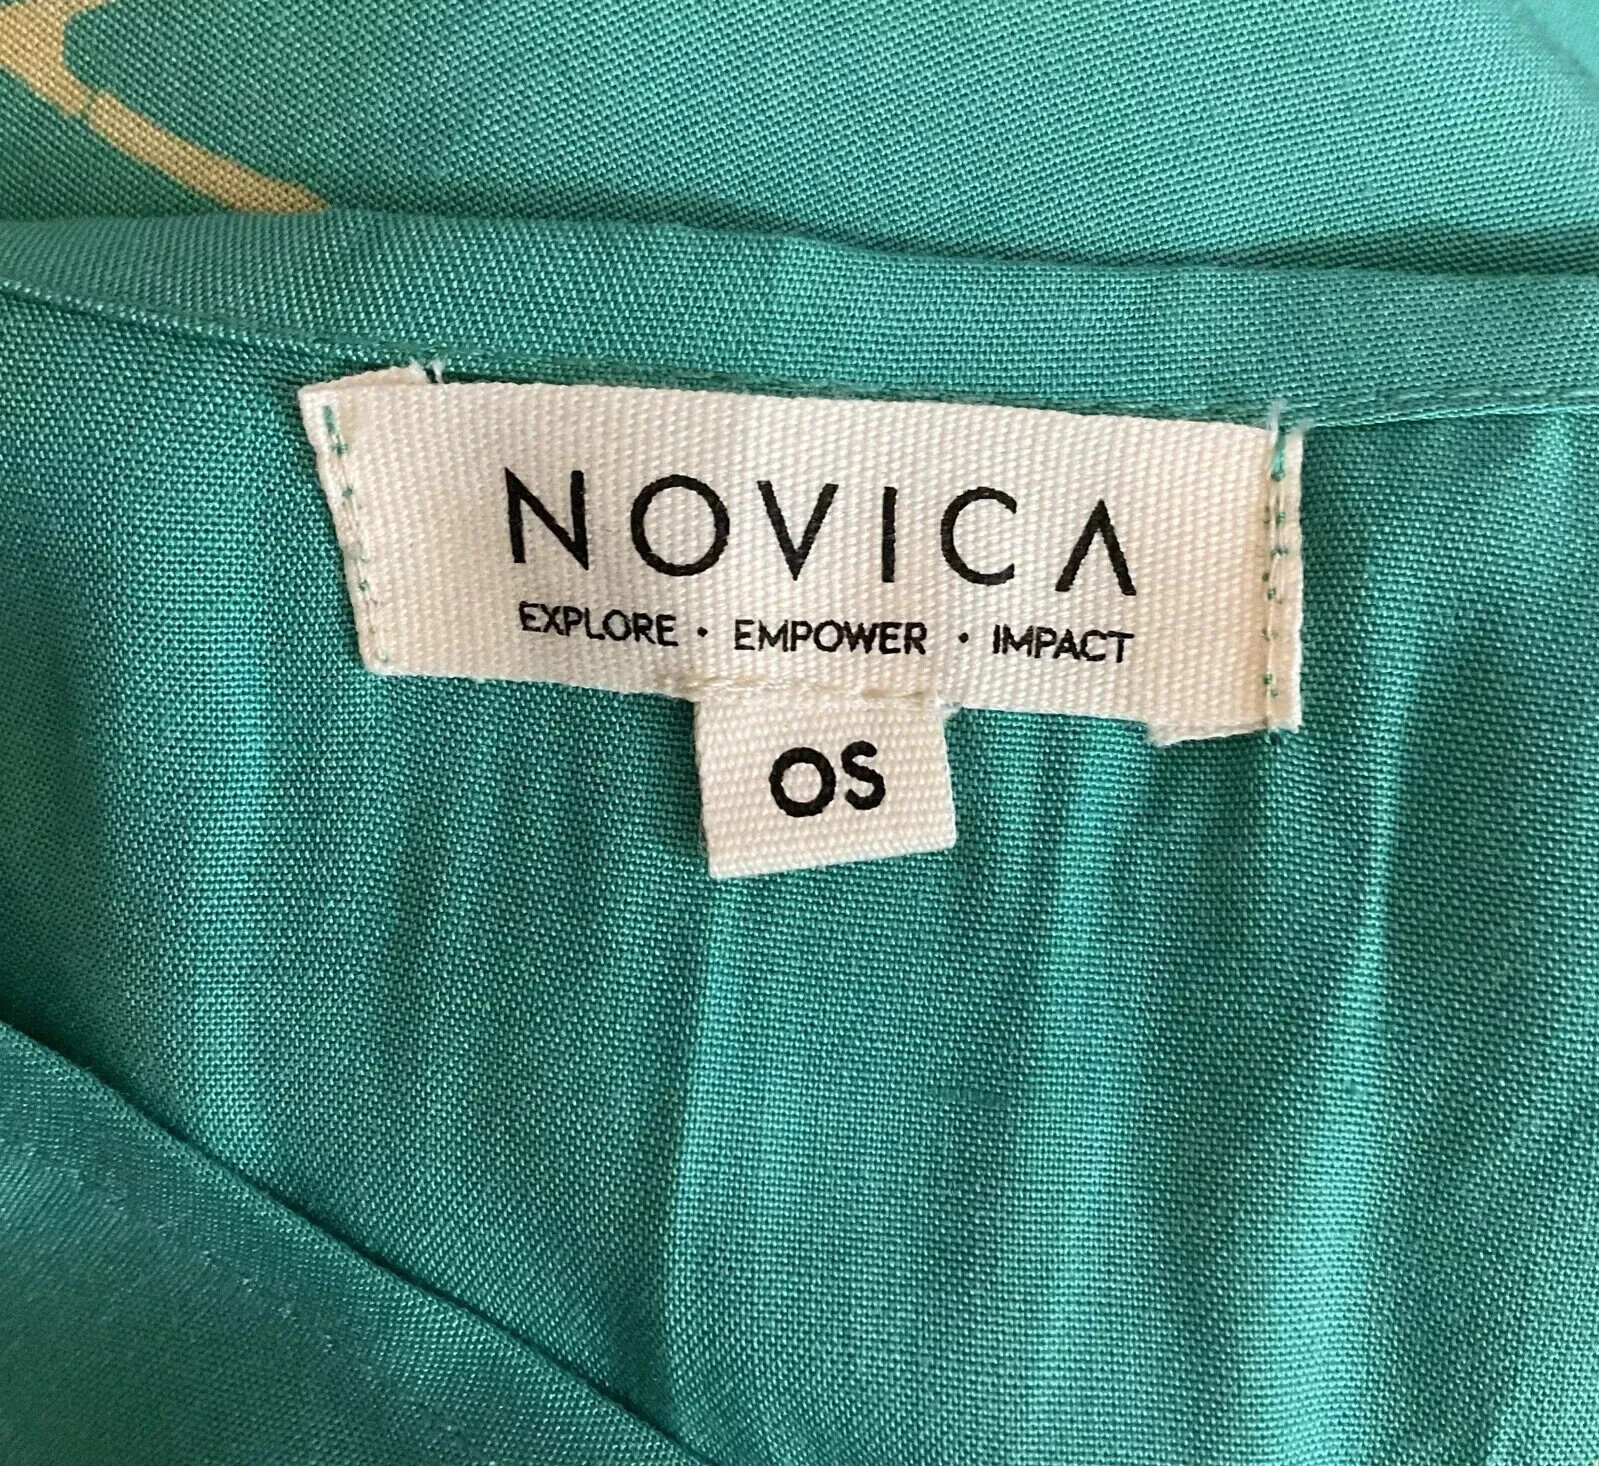 NOVICA
EXPLORE · EMPOWER · IMPACT
OS